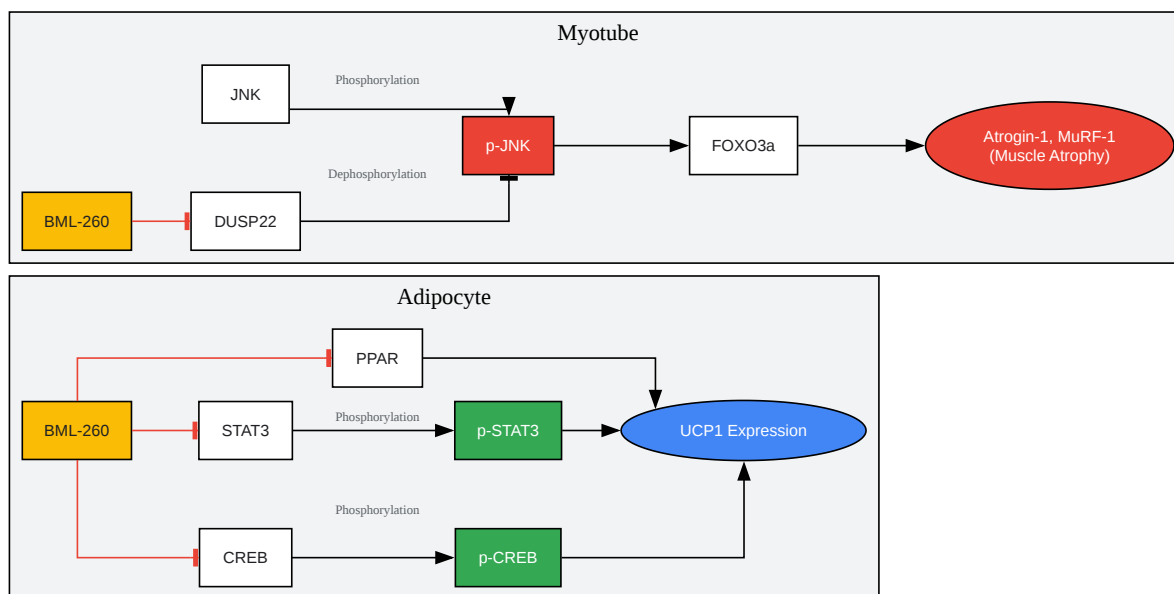 Myotube
JNK
Phosphorylation
p-JNK
FOXO3a
Atrogin-1, MuRF-1
(Muscle Atrophy)
Dephosphorylation
BML-260
DUSP22
Adipocyte
PPAR
BML-260
STAT3
Phosphorylation
p-STAT3
UCP1 Expression
Phosphorylation
CREB
p-CREB